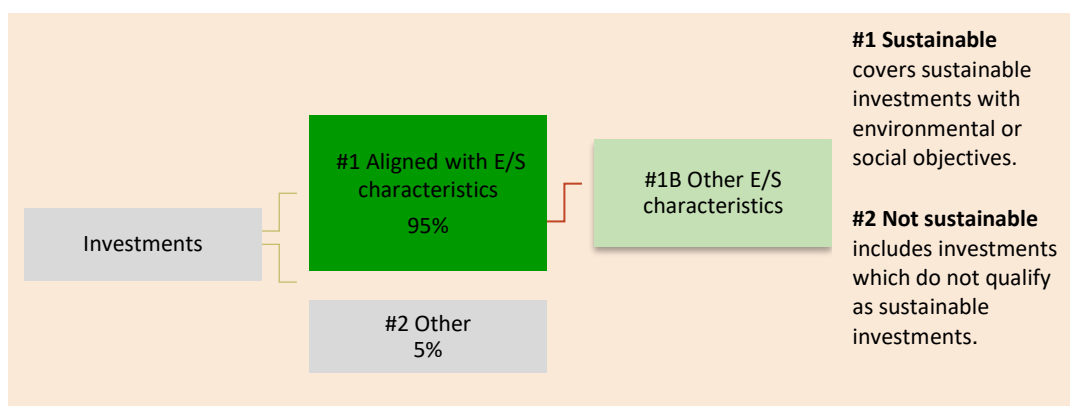 Investments
#1 Aligned with E/S
characteristics
95%
#2 Other
5%
#1B Other E/S
characteristics
#1 Sustainable
covers sustainable
investments with
environmental or
social objectives.
#2 Not sustainable
includes investments
which do not qualify
as sustainable
investments.